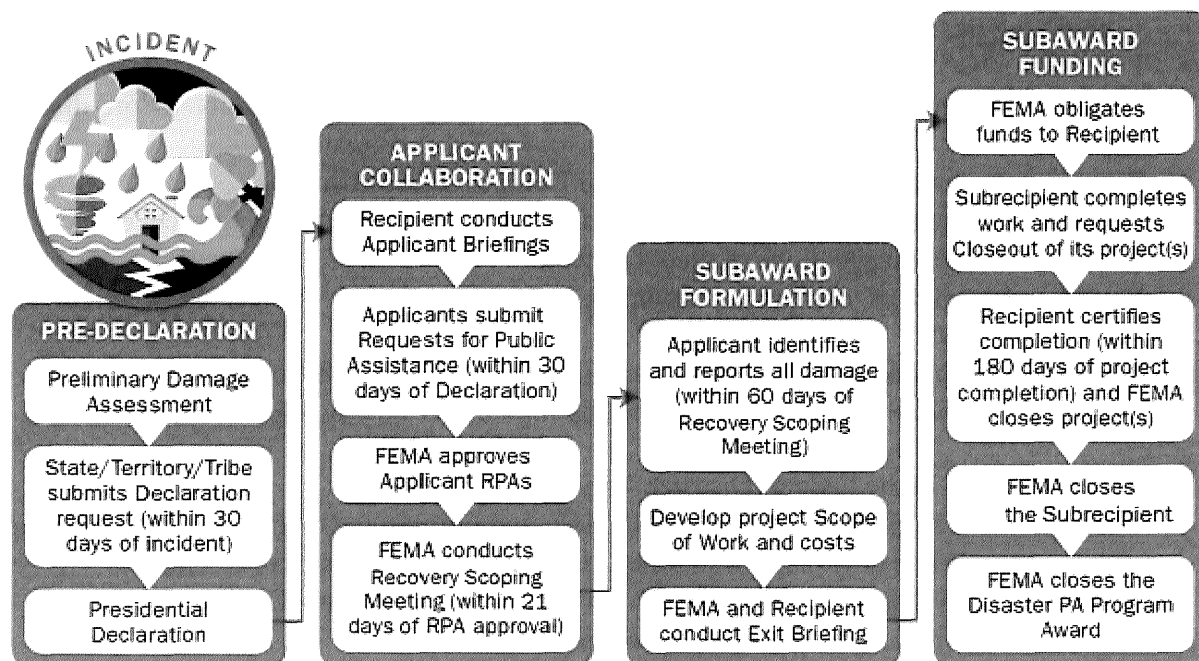 INCIDENT
PRE-DECLARATION
Preliminary Damage
Assessment
State/Territory/Tribe
submits Declaration
request (within 30
days of incident)
Presidential
Declaration
APPLICANT
COLLABORATION
Recipient conducts
Applicant Briefings
Applicants submit
Requests for Public
Assistance (within 30
days of Declaration)
FEMA approves
Applicant RPAs
FEMA conducts
Recovery Scoping
Meeting (within 21
days of RPA approval)
SUBAWARD
FORMULATION
Applicant identifies
and reports all damage
(within 60 days of
Recovery Scoping
Meeting)
Develop project Scope
of Work and costs
FEMA and Recipient
conduct Exit Briefing
SUBAWARD
FUNDING
FEMA obligates
funds to Recipient
Subrecipient completes
work and requests
Closeout of its project(s)
Recipient certifies
completion (within
180 days of project
completion) and FEMA
closes project(s)
FEMA closes
the Subrecipient
FEMA closes the
Disaster PA Program
Award